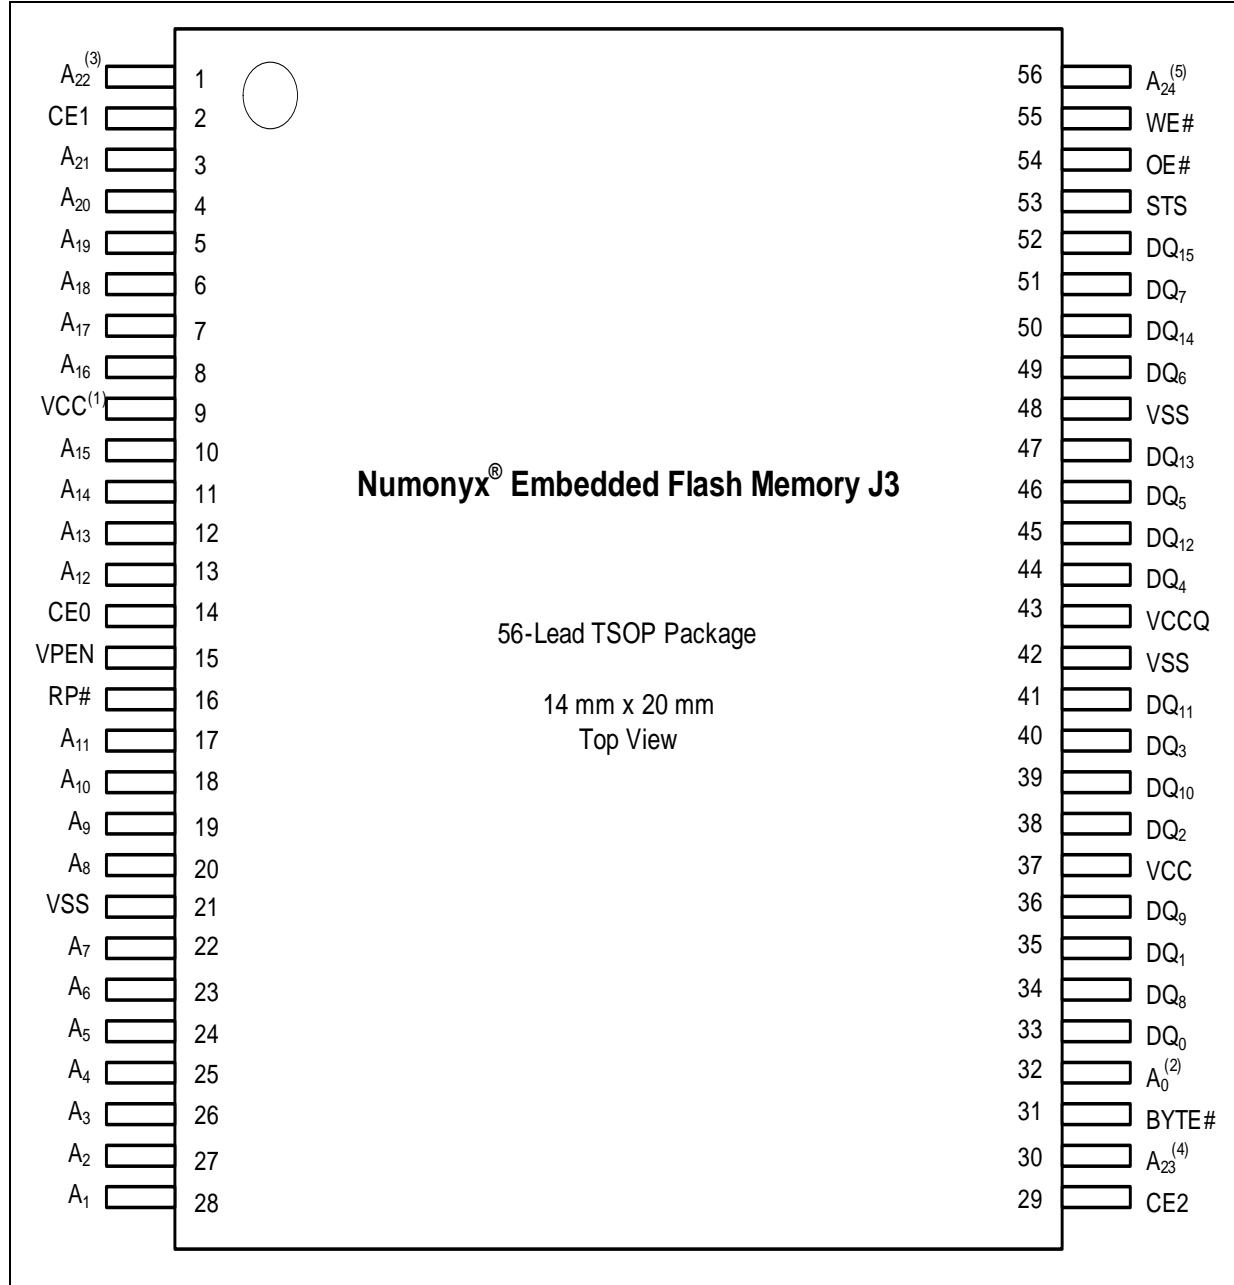 A₂₂⁽³⁾ 1 56 A₂₄⁽⁵⁾
CE1 2 55 WE#
A₂₁ 3 54 OE#
A₂₀ 4 53 STS
A₁₉ 5 52 DQ₁₅
A₁₈ 6 51 DQ₇
A₁₇ 7 50 DQ₁₄
A₁₆ 8 49 DQ₆
VCC⁽¹⁾ 9 48 VSS
A₁₅ 10 47 DQ₁₃
Numonyx® Embedded Flash Memory J3
A₁₄ 11 46 DQ₅
A₁₃ 12 45 DQ₁₂
A₁₂ 13 44 DQ₄
CE0 14 43 VCCQ
56-Lead TSOP Package
VPEN 15 42 VSS
RP# 16 41 DQ₁₁
14 mm x 20 mm
Top View
A₁₁ 17 40 DQ₃
A₁₀ 18 39 DQ₁₀
A₉ 19 38 DQ₂
A₈ 20 37 VCC
VSS 21 36 DQ₉
A₇ 22 35 DQ₁
A₆ 23 34 DQ₈
A₅ 24 33 DQ₀
A₄ 25 32 A₀⁽²⁾
A₃ 26 31 BYTE#
A₂ 27 30 A₂₃⁽⁴⁾
A₁ 28 29 CE2